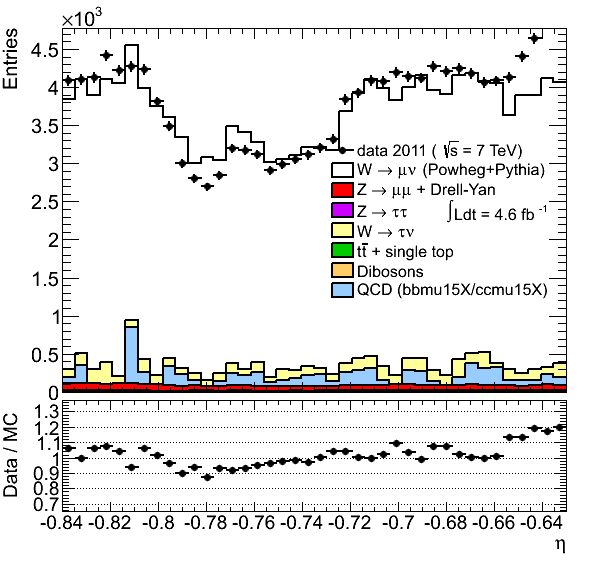 ×10³
Entries
4.5
4
3.5
3
2.5
2
1.5
1
0.5
0
data 2011 ( √s = 7 TeV)
W → μν (Powheg+Pythia)
Z → μμ + Drell-Yan
Z → ττ
∫Ldt = 4.6 fb⁻¹
W → τν
tt̄ + single top
Dibosons
QCD (bbmu15X/ccmu15X)
Data / MC
1.3
1.2
1.1
1
0.9
0.8
0.7
-0.84 -0.82 -0.8 -0.78 -0.76 -0.74 -0.72 -0.7 -0.68 -0.66 -0.64
η